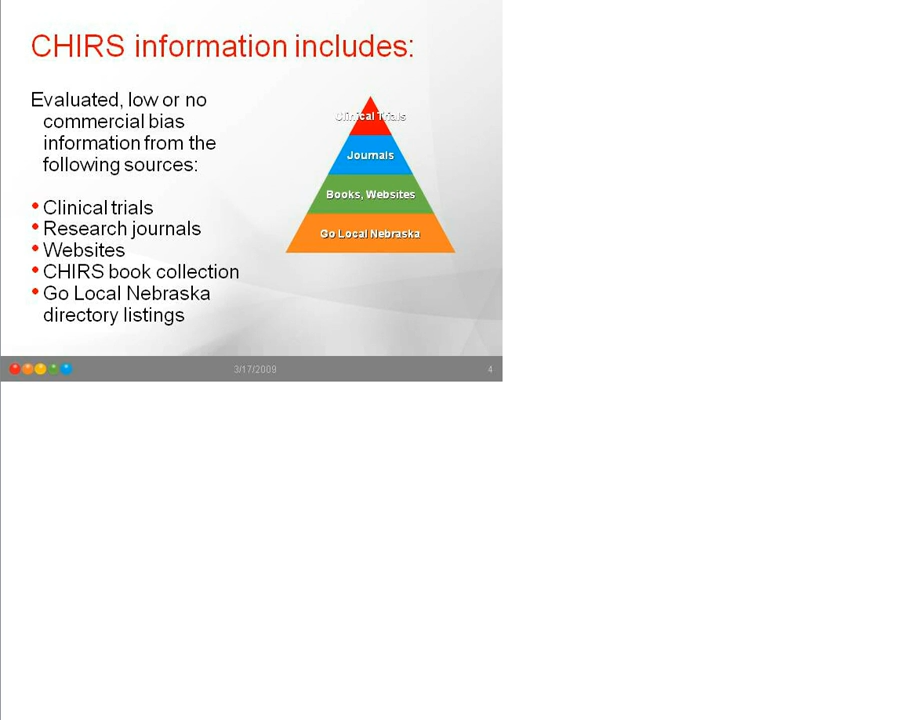 CHIRS information includes:
Evaluated, low or no
commercial bias
information from the
following sources:
• Clinical trials
• Research journals
• Websites
• CHIRS book collection
• Go Local Nebraska
directory listings
Clinical Trials
Journals
Books, Websites
Go Local Nebraska
3/17/2009
4